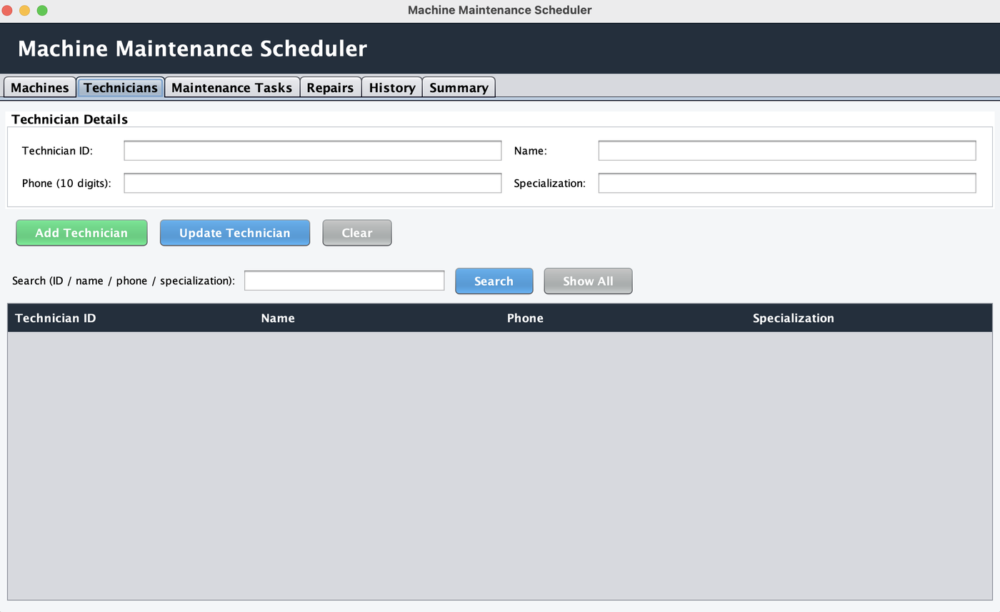 Machine Maintenance Scheduler
Machine Maintenance Scheduler
Machines Technicians Maintenance Tasks Repairs History Summary
Technician Details
Technician ID: Name:
Phone (10 digits): Specialization:
Add Technician Update Technician Clear
Search (ID / name / phone / specialization): Search Show All
Technician ID Name Phone Specialization